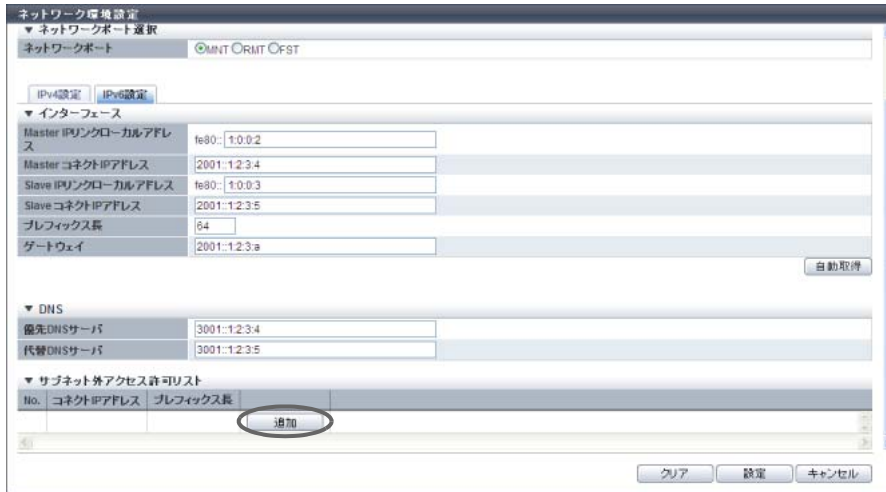 ネットワーク環境設定
▼ ネットワークポート選択
ネットワークポート ◉MNT ○RMT ○FST
IPv4設定 IPv6設定
▼ インターフェース
Master IPリンクローカルアドレス fe80:: 1:0:0:2
Master コネクトIPアドレス 2001::1:2:3:4
Slave IPリンクローカルアドレス fe80:: 1:0:0:3
Slave コネクトIPアドレス 2001::1:2:3:5
プレフィックス長 64
ゲートウェイ 2001::1:2:3:a
自動取得
▼ DNS
優先DNSサーバ 3001::1:2:3:4
代替DNSサーバ 3001::1:2:3:5
▼ サブネット外アクセス許可リスト
No. コネクトIPアドレス プレフィックス長
追加
クリア 設定 キャンセル